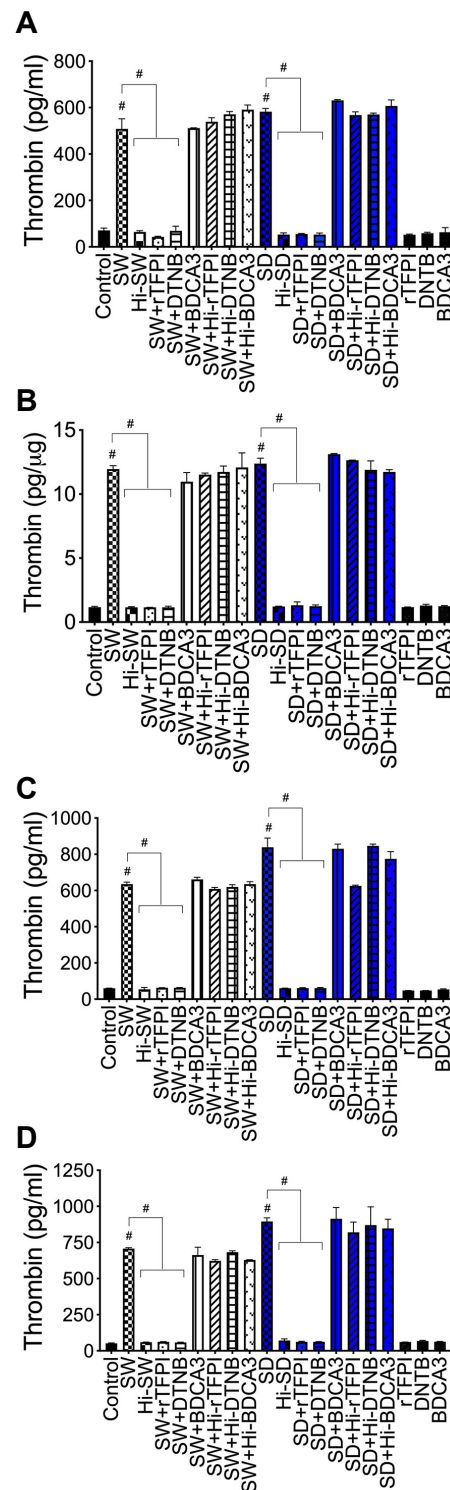 A
Thrombin (pg/ml)
800
600
400
200
0
#
#
#
#
Control
SW
Hi-SW
SW+rTFPI
SW+DTNB
SW+BDCA3
SW+Hi-rTFPI
SW+Hi-DTNB
SW+Hi-BDCA3
SD
Hi-SD
SD+rTFPI
SD+DTNB
SD+BDCA3
SD+Hi-rTFPI
SD+Hi-DTNB
SD+Hi-BDCA3
rTFPI
DNTB
BDCA3
B
Thrombin (pg/μg)
15
10
5
0
#
#
#
#
Control
SW
Hi-SW
SW+rTFPI
SW+DTNB
SW+BDCA3
SW+Hi-rTFPI
SW+Hi-DTNB
SW+Hi-BDCA3
SD
Hi-SD
SD+rTFPI
SD+DTNB
SD+BDCA3
SD+Hi-rTFPI
SD+Hi-DTNB
SD+Hi-BDCA3
rTFPI
DNTB
BDCA3
C
Thrombin (pg/ml)
1000
800
600
400
200
0
#
#
#
#
Control
SW
Hi-SW
SW+rTFPI
SW+DTNB
SW+BDCA3
SW+Hi-rTFPI
SW+Hi-DTNB
SW+Hi-BDCA3
SD
Hi-SD
SD+rTFPI
SD+DTNB
SD+BDCA3
SD+Hi-rTFPI
SD+Hi-DTNB
SD+Hi-BDCA3
rTFPI
DNTB
BDCA3
D
Thrombin (pg/ml)
1250
1000
750
500
250
0
#
#
#
#
Control
SW
Hi-SW
SW+rTFPI
SW+DTNB
SW+BDCA3
SW+Hi-rTFPI
SW+Hi-DTNB
SW+Hi-BDCA3
SD
Hi-SD
SD+rTFPI
SD+DTNB
SD+BDCA3
SD+Hi-rTFPI
SD+Hi-DTNB
SD+Hi-BDCA3
rTFPI
DNTB
BDCA3